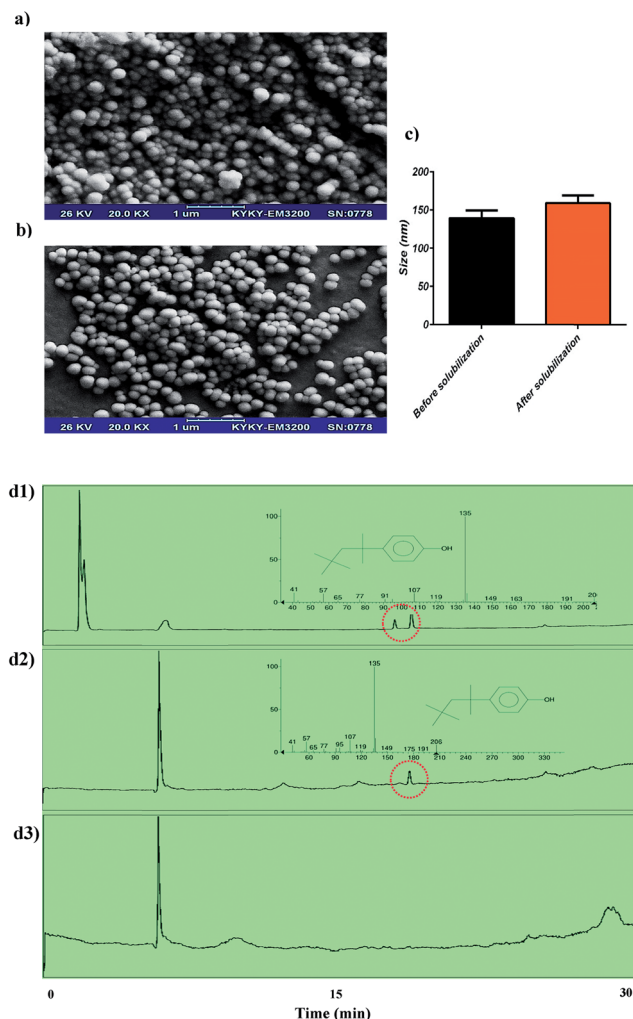 a)
26 KV 20.0 KX 1 um KYKY-EM3200 SN:0778
b)
26 KV 20.0 KX 1 um KYKY-EM3200 SN:0778
c)
200
150
100
50
0
Size (nm)
Before solubilization
After solubilization
d1)
100
50
0
135
OH
41 57 65 77 91 107 119 149 163 191 20
40 50 60 70 80 90 100 110 120 130 140 150 160 170 180 190 200
d2)
100
50
0
135
OH
41 57 65 77 95 107 119 149 175 191 206
60 90 120 150 180 210 240 270 300 330
d3)
0 15 30
Time (min)